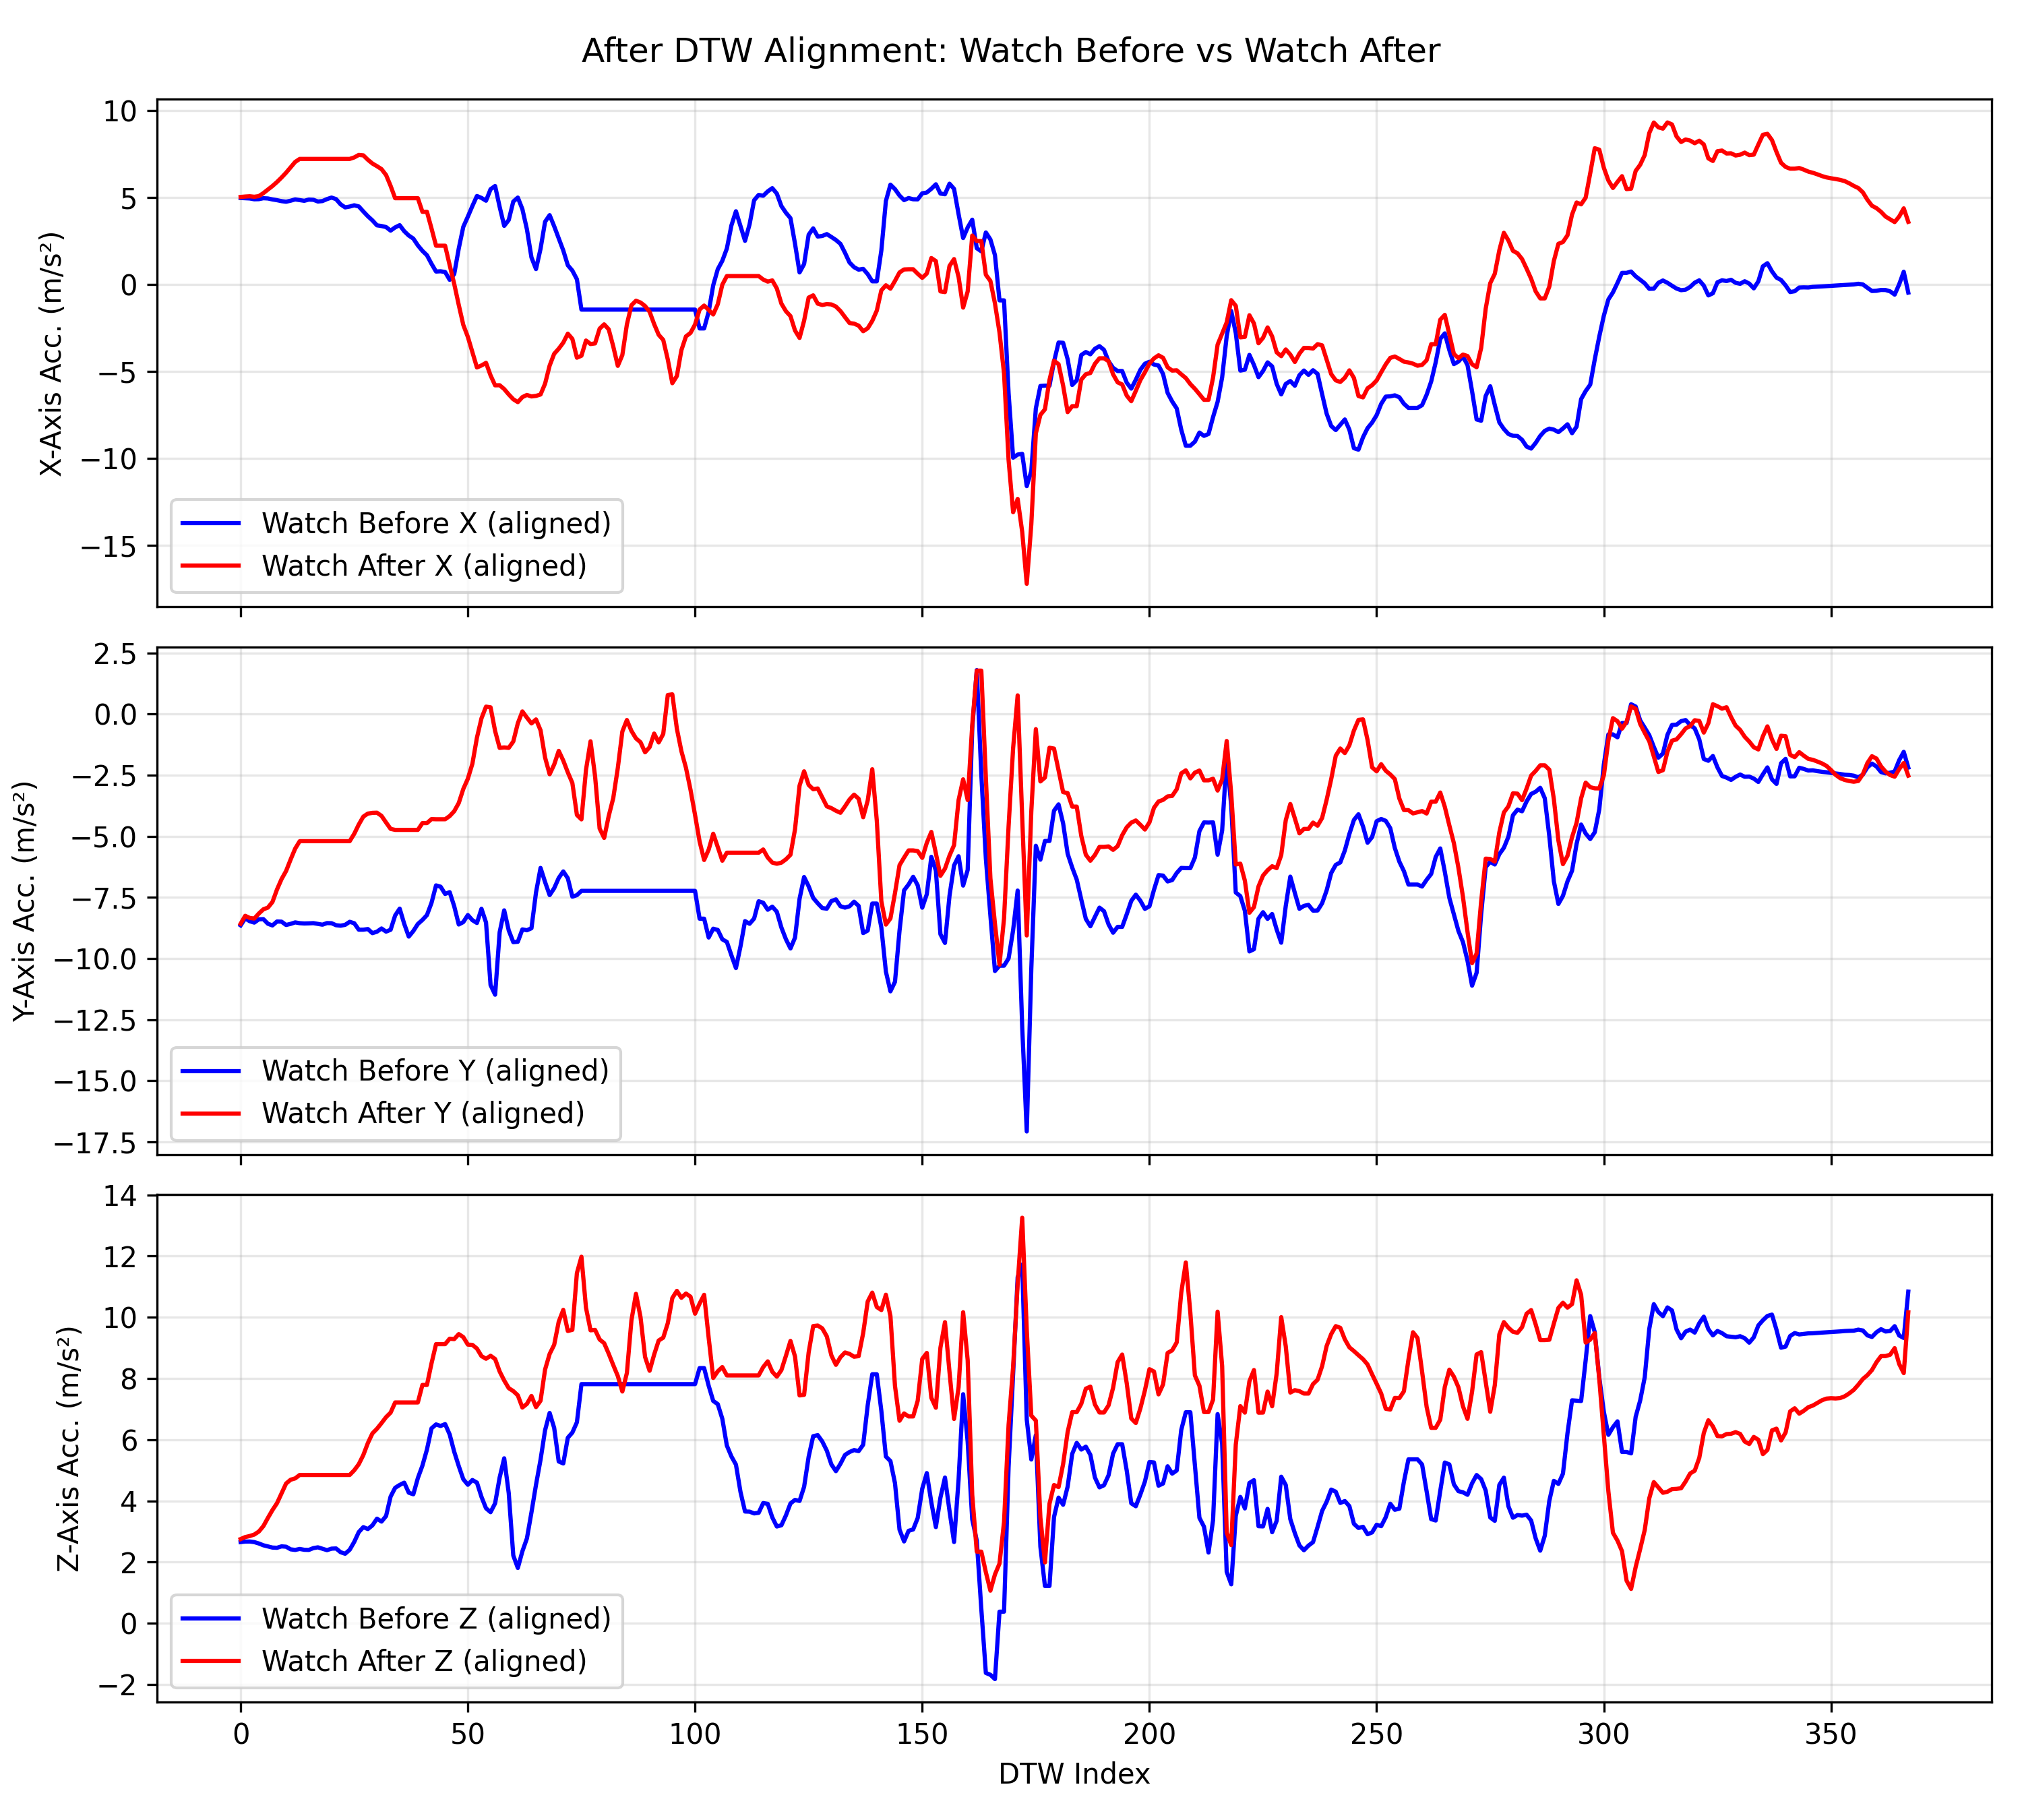 After DTW Alignment: Watch Before vs Watch After
10
5
0
−5
−10
−15
X-Axis Acc. (m/s²)
Watch Before X (aligned)
Watch After X (aligned)
2.5
0.0
−2.5
−5.0
−7.5
−10.0
−12.5
−15.0
−17.5
Y-Axis Acc. (m/s²)
Watch Before Y (aligned)
Watch After Y (aligned)
14
12
10
8
6
4
2
0
−2
Z-Axis Acc. (m/s²)
Watch Before Z (aligned)
Watch After Z (aligned)
0 50 100 150 200 250 300 350
DTW Index